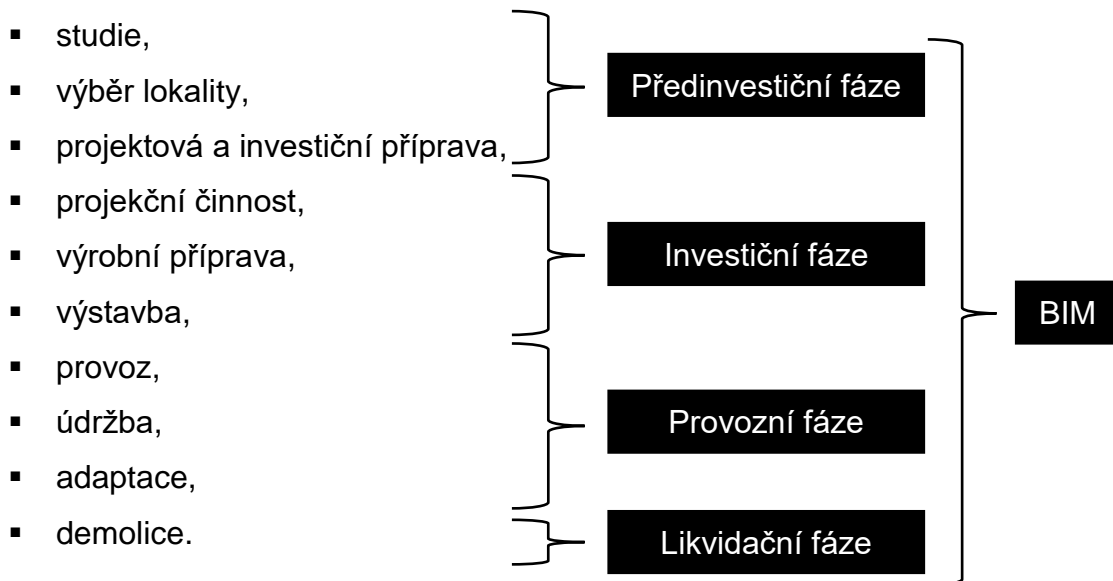 ▪ studie,
▪ výběr lokality,
▪ projektová a investiční příprava,
▪ projekční činnost,
▪ výrobní příprava,
▪ výstavba,
▪ provoz,
▪ údržba,
▪ adaptace,
▪ demolice.
Předinvestiční fáze
Investiční fáze
Provozní fáze
Likvidační fáze
BIM